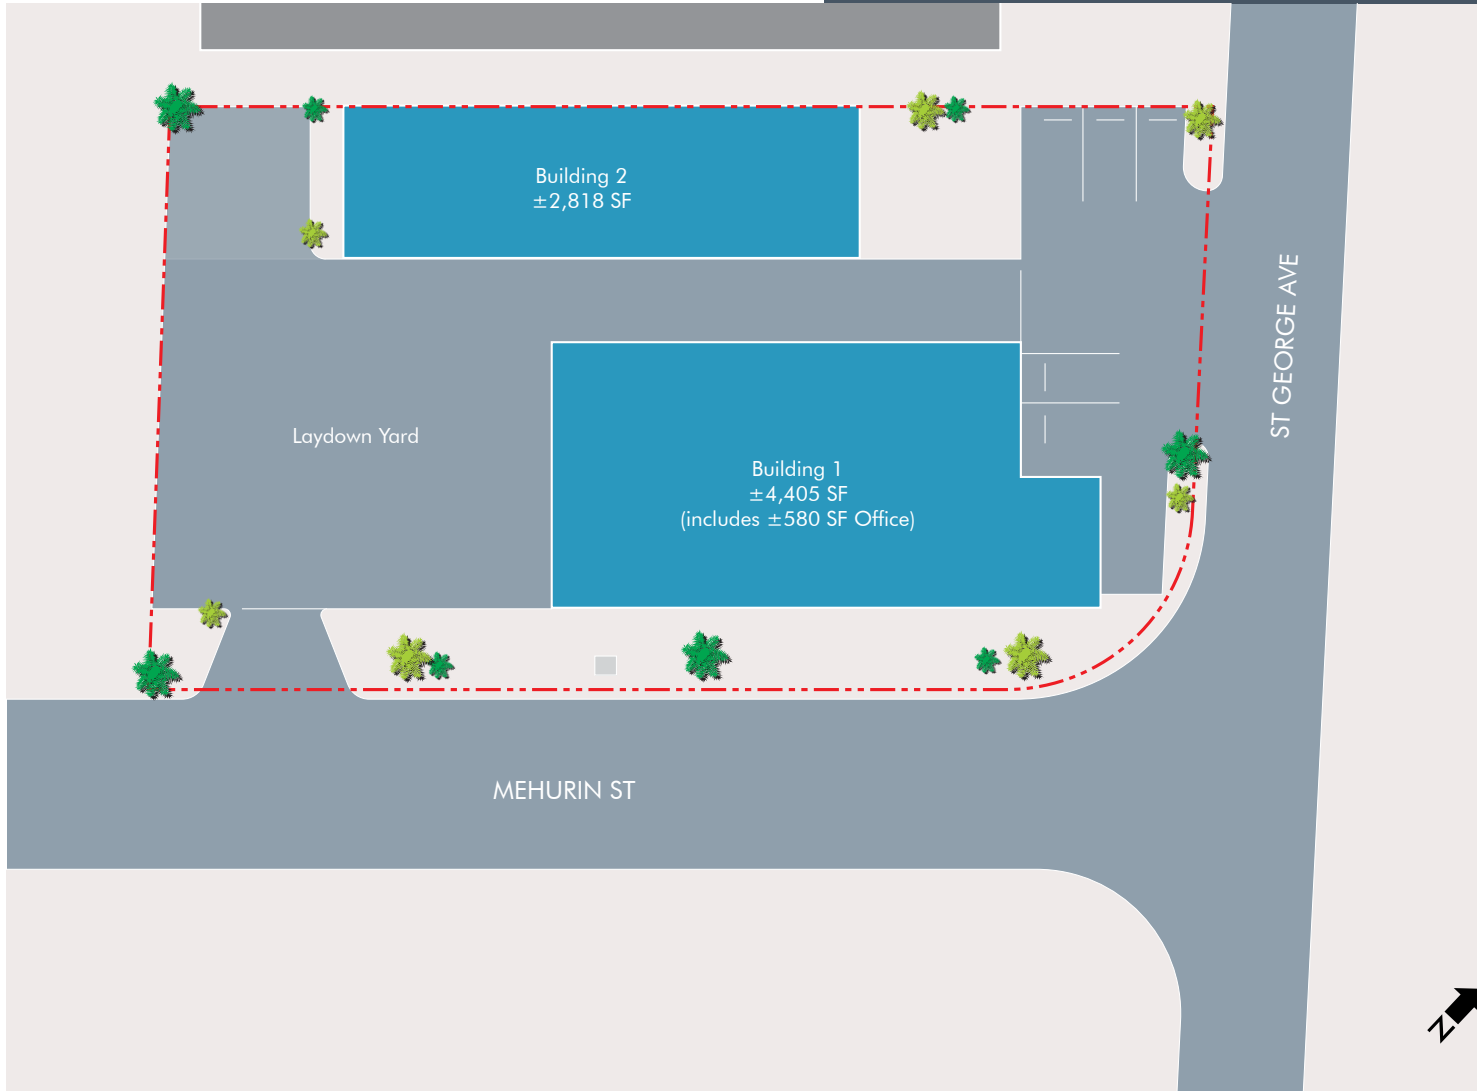 Building 2
±2,818 SF
ST GEORGE AVE
Laydown Yard
Building 1
±4,405 SF
(includes ±580 SF Office)
MEHURIN ST
N